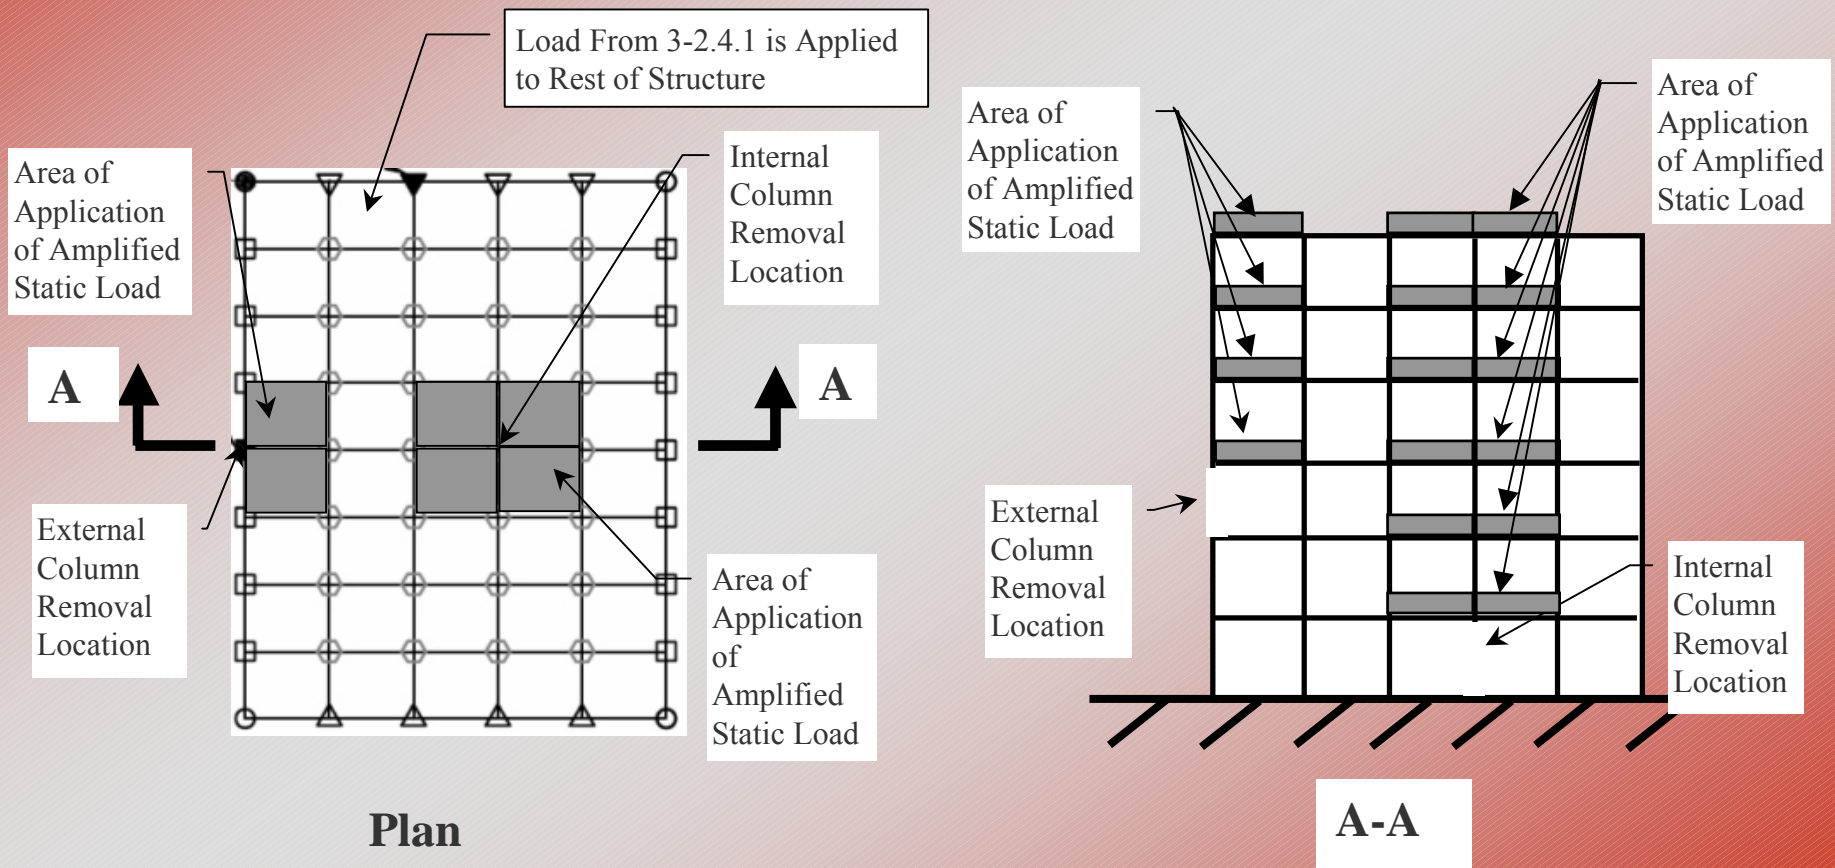 Load From 3-2.4.1 is Applied
to Rest of Structure
Area of
Application
of Amplified
Static Load
Internal
Column
Removal
Location
A
A
External
Column
Removal
Location
Area of
Application
of
Amplified
Static Load
Plan
Area of
Application
of Amplified
Static Load
Area of
Application
of Amplified
Static Load
External
Column
Removal
Location
Internal
Column
Removal
Location
A-A